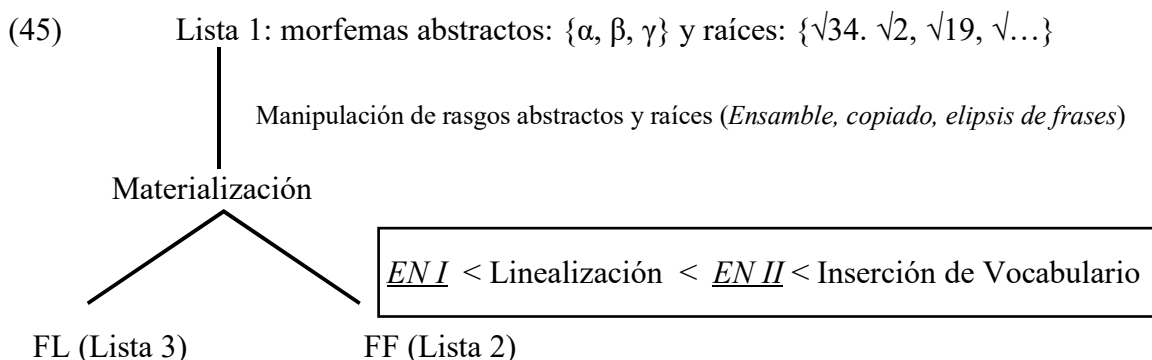 (45) Lista 1: morfemas abstractos: {α, β, γ} y raíces: {√34. √2, √19, √…}
Manipulación de rasgos abstractos y raíces (Ensamble, copiado, elipsis de frases)
Materialización
EN I < Linealización < EN II < Inserción de Vocabulario
FL (Lista 3) FF (Lista 2)